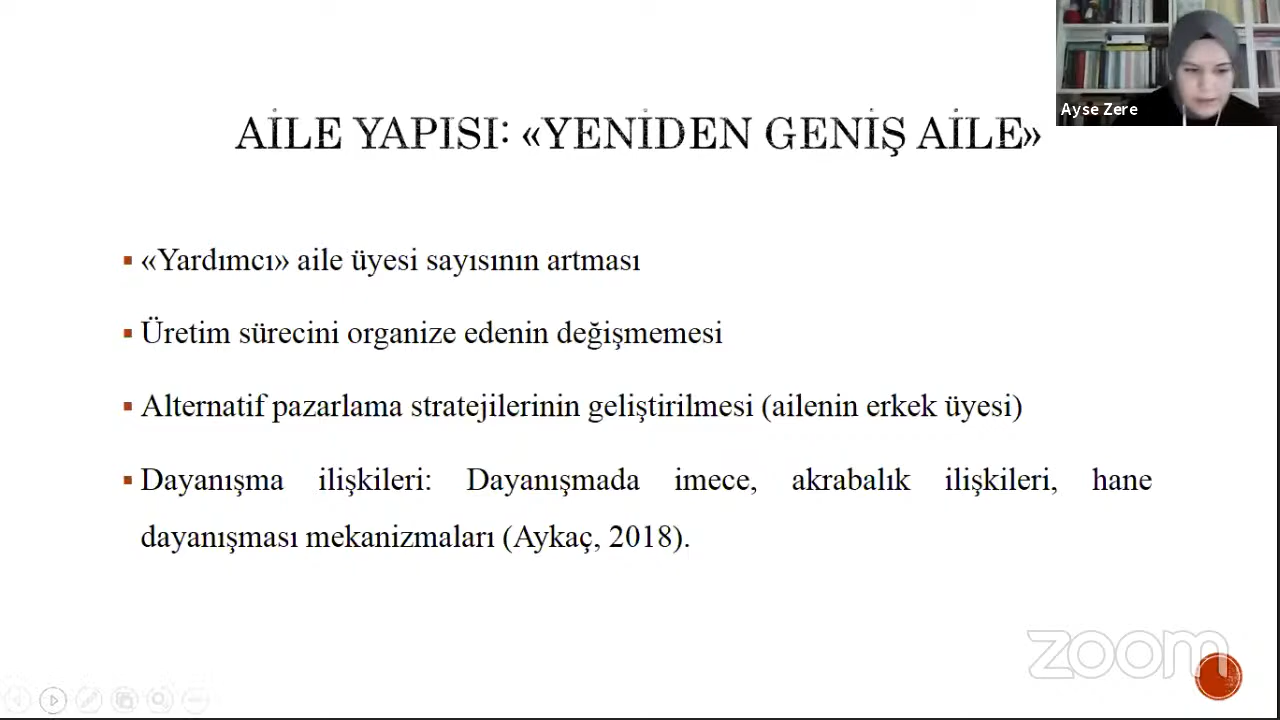 Ayse Zere
AİLE YAPISI: «YENİDEN GENİŞ AİLE»
«Yardımcı» aile üyesi sayısının artması
Üretim sürecini organize edenin değişmemesi
Alternatif pazarlama stratejilerinin geliştirilmesi (ailenin erkek üyesi)
Dayanışma ilişkileri: Dayanışmada imece, akrabalık ilişkileri, hane
dayanışması mekanizmaları (Aykaç, 2018).
zoom